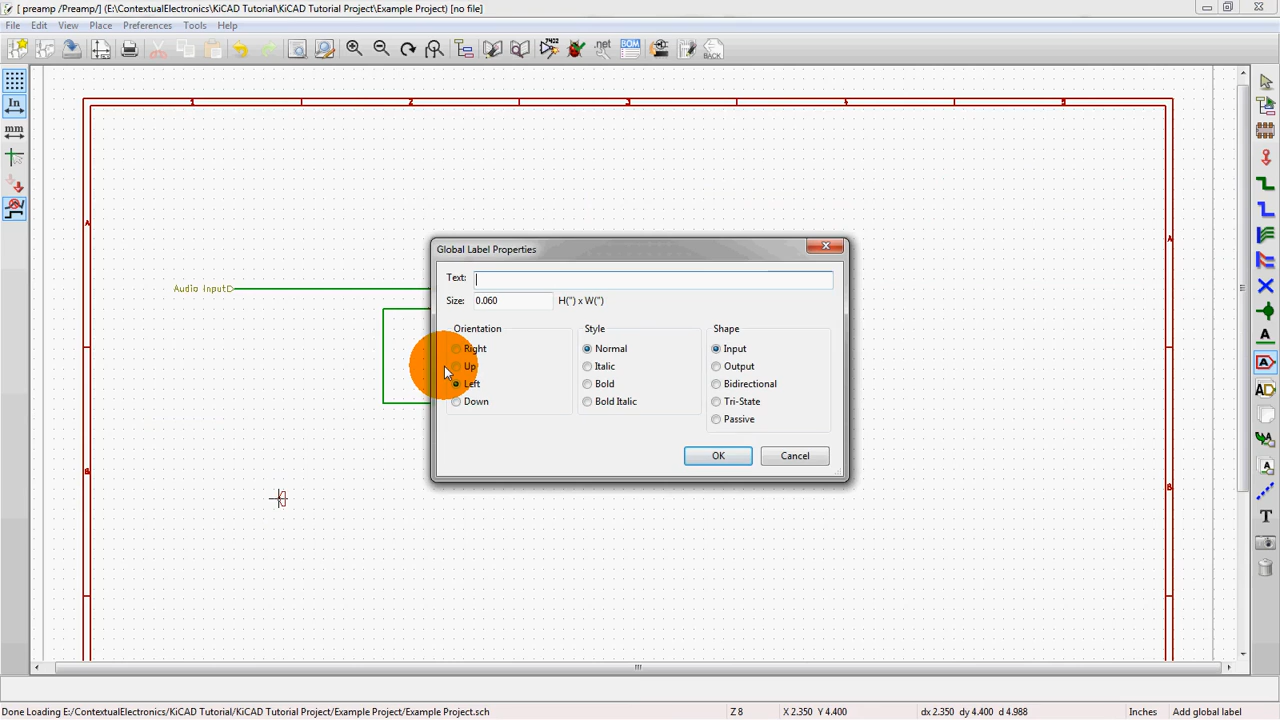 [ preamp /Preamp/] (E:\ContextualElectronics\KiCAD Tutorial\KiCAD Tutorial Project\Example Project) [no file]
File Edit View Place Preferences Tools Help
.net BOM BACK
In
mm
1 2 3 4 5
A A
B B
Audio Input
Global Label Properties
Text:
Size: 0.060 H(") x W(")
Orientation Style Shape
Right Normal Input
Up Italic Output
Left Bold Bidirectional
Down Bold Italic Tri-State
Passive
OK Cancel
A
A
T
Done Loading E:/ContextualElectronics/KiCAD Tutorial/KiCAD Tutorial Project/Example Project/Example Project.sch Z 8 X 2.350 Y 4.400 dx 2.350 dy 4.400 d 4.988 Inches Add global label